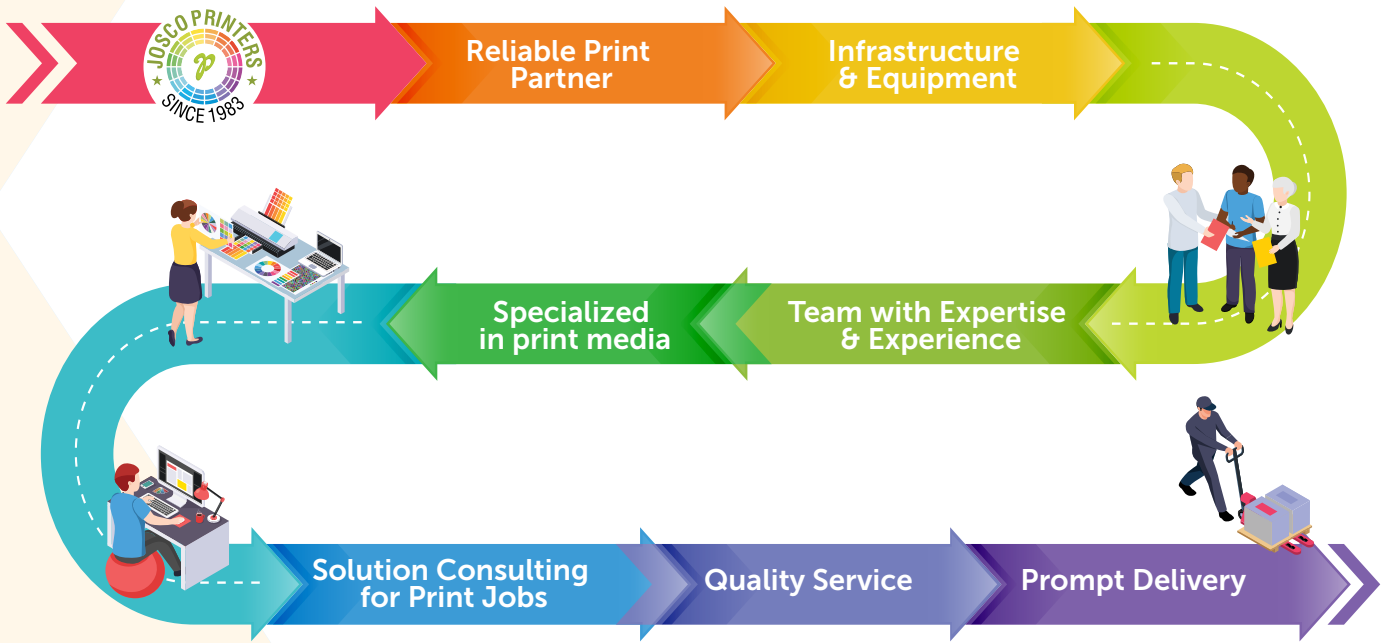 JOSCO PRINTERS
SINCE 1983
Reliable Print
Partner
Infrastructure
& Equipment
Team with Expertise
& Experience
Specialized
in print media
Solution Consulting
for Print Jobs
Quality Service
Prompt Delivery